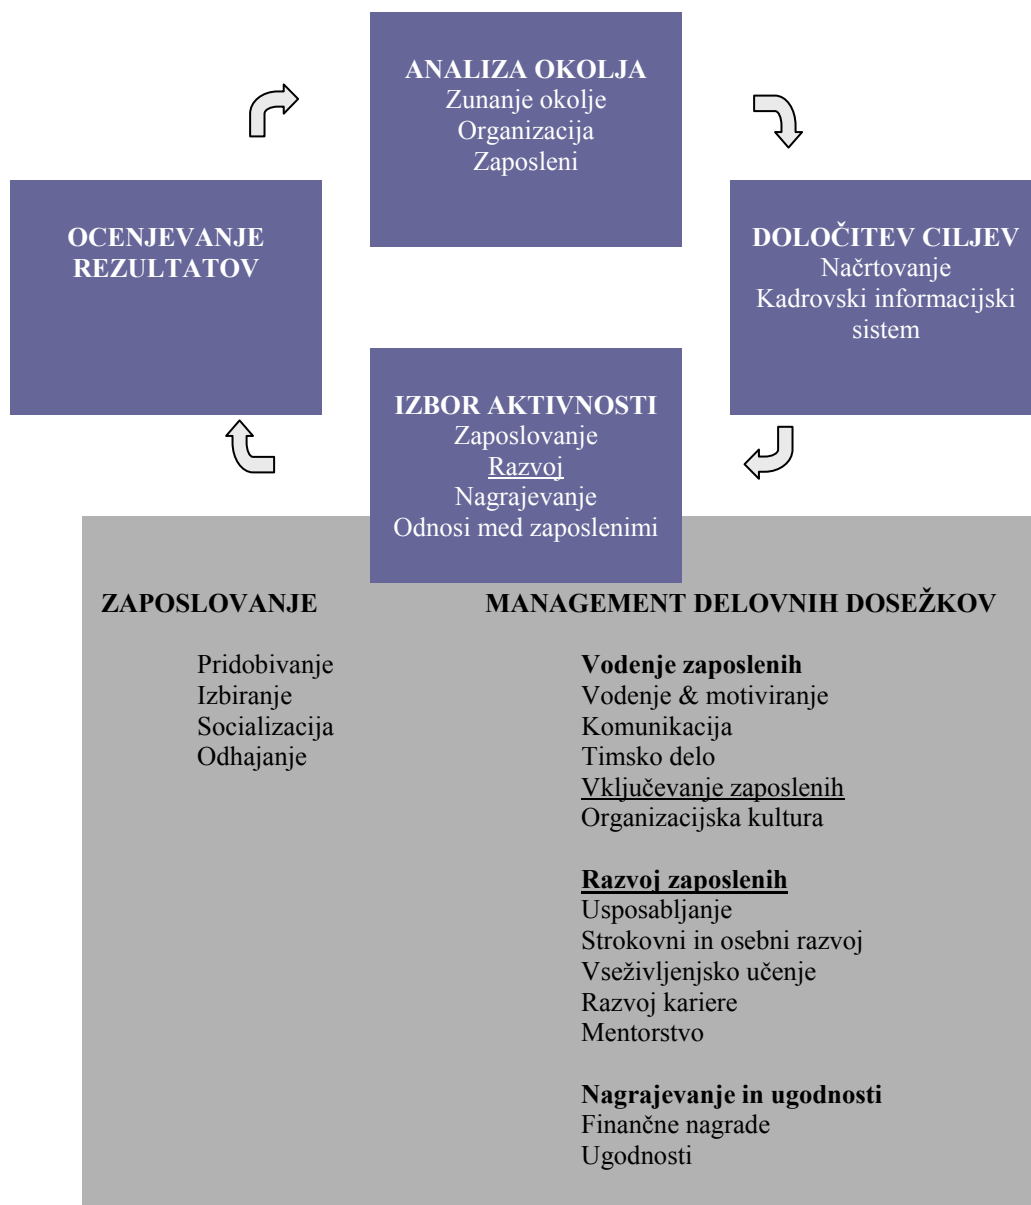 ANALIZA OKOLJA
Zunanje okolje
Organizacija
Zaposleni
OCENJEVANJE
REZULTATOV
DOLOČITEV CILJEV
Načrtovanje
Kadrovski informacijski
sistem
IZBOR AKTIVNOSTI
Zaposlovanje
Razvoj
Nagrajevanje
Odnosi med zaposlenimi
ZAPOSLOVANJE
Pridobivanje
Izbiranje
Socializacija
Odhajanje
MANAGEMENT DELOVNIH DOSEŽKOV
Vodenje zaposlenih
Vodenje & motiviranje
Komunikacija
Timsko delo
Vključevanje zaposlenih
Organizacijska kultura
Razvoj zaposlenih
Usposabljanje
Strokovni in osebni razvoj
Vseživljenjsko učenje
Razvoj kariere
Mentorstvo
Nagrajevanje in ugodnosti
Finančne nagrade
Ugodnosti